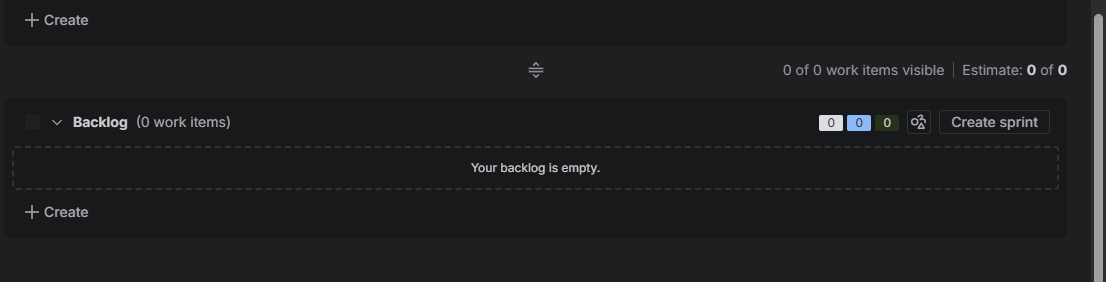 + Create
0 of 0 work items visible | Estimate: 0 of 0
Backlog (0 work items) 0 0 0 Create sprint
Your backlog is empty.
+ Create